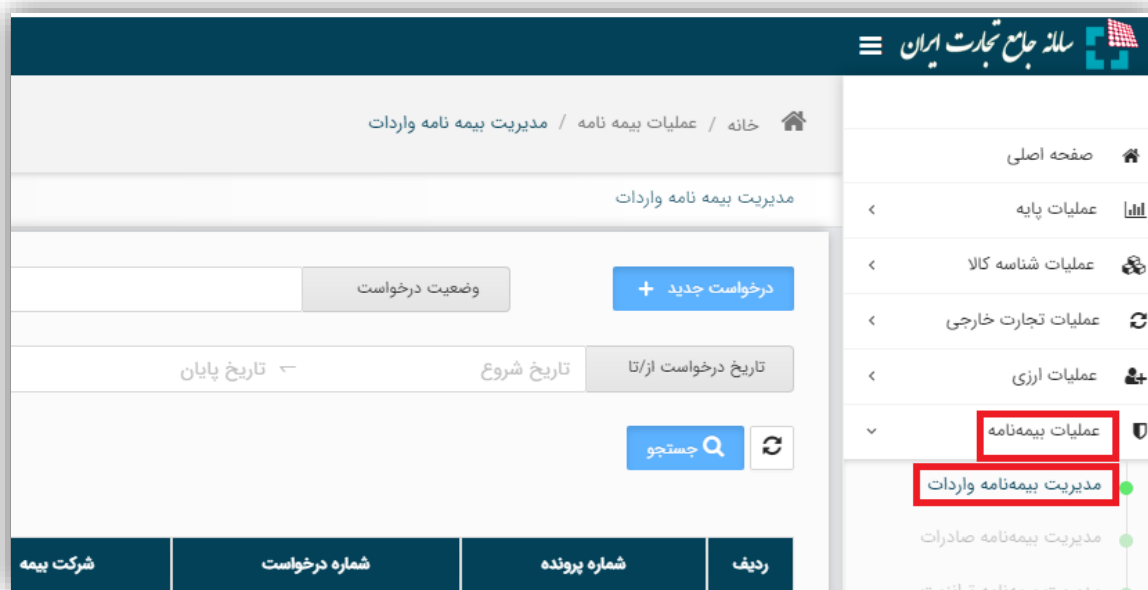 سامانه جامع تجارت ایران
صفحه اصلی
عملیات پایه
عملیات شناسه کالا
عملیات تجارت خارجی
عملیات ارزی
عملیات بیمه‌نامه
مدیریت بیمه‌نامه واردات
مدیریت بیمه‌نامه صادرات
خانه / عملیات بیمه نامه / مدیریت بیمه نامه واردات
مدیریت بیمه نامه واردات
درخواست جدید +
وضعیت درخواست
تاریخ درخواست از/تا تاریخ شروع تاریخ پایان
جستجو
ردیف شماره پرونده شماره درخواست شرکت بیمه